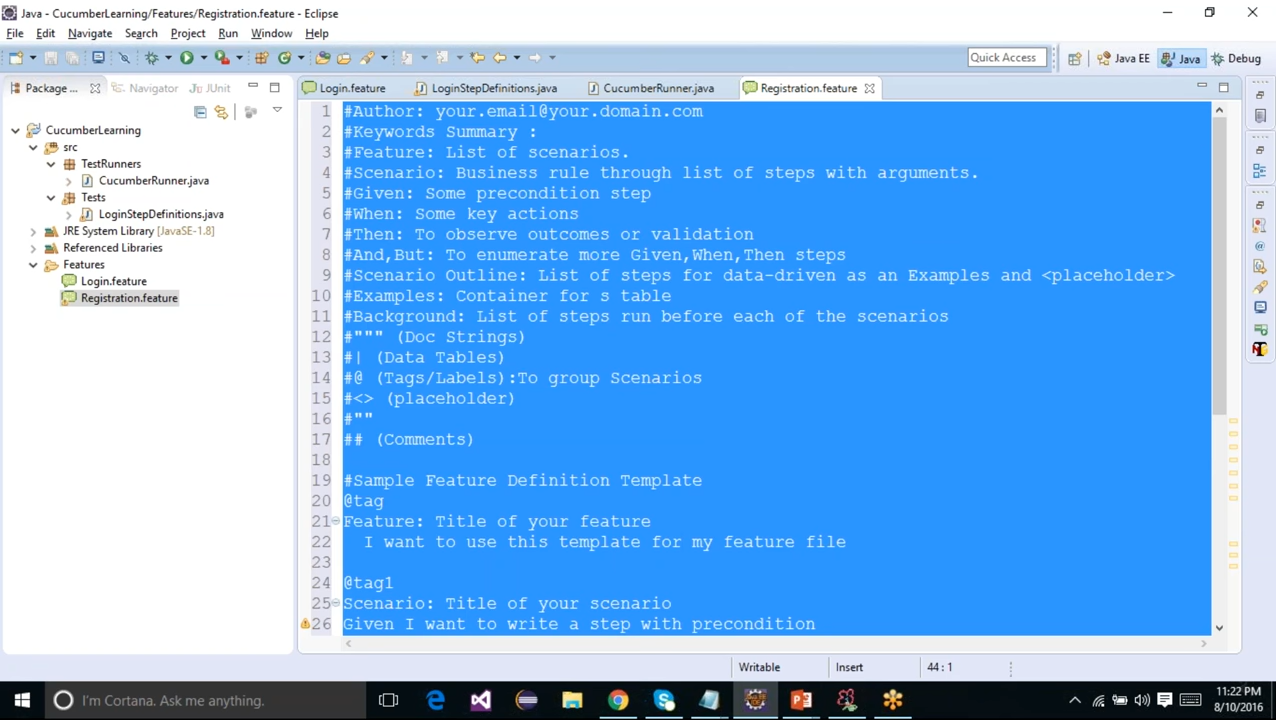 Java - CucumberLearning/Features/Registration.feature - Eclipse
File Edit Navigate Search Project Run Window Help
Quick Access
Java EE
Java
Debug
Package ...
Navigator
JUnit
Login.feature
LoginStepDefinitions.java
CucumberRunner.java
Registration.feature
CucumberLearning
src
TestRunners
CucumberRunner.java
Tests
LoginStepDefinitions.java
JRE System Library [JavaSE-1.8]
Referenced Libraries
Features
Login.feature
Registration.feature
1 #Author: your.email@your.domain.com
2 #Keywords Summary :
3 #Feature: List of scenarios.
4 #Scenario: Business rule through list of steps with arguments.
5 #Given: Some precondition step
6 #When: Some key actions
7 #Then: To observe outcomes or validation
8 #And,But: To enumerate more Given,When,Then steps
9 #Scenario Outline: List of steps for data-driven as an Examples and <placeholder>
10 #Examples: Container for s table
11 #Background: List of steps run before each of the scenarios
12 #""" (Doc Strings)
13 #| (Data Tables)
14 #@ (Tags/Labels):To group Scenarios
15 #<> (placeholder)
16 #""
17 ## (Comments)
18
19 #Sample Feature Definition Template
20 @tag
21 Feature: Title of your feature
22 I want to use this template for my feature file
23
24 @tag1
25 Scenario: Title of your scenario
26 Given I want to write a step with precondition
Writable
Insert
44 : 1
I'm Cortana. Ask me anything.
11:22 PM
8/10/2016